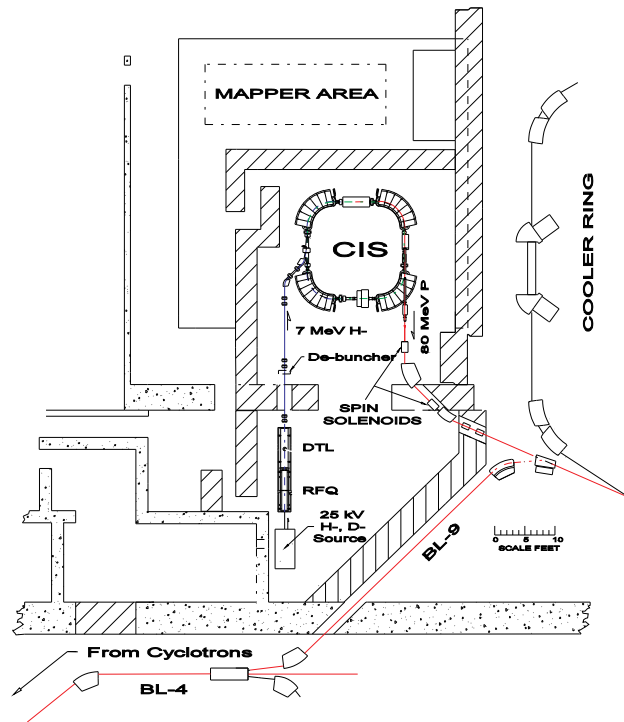 MAPPER AREA
COOLER RING
CIS
7 MeV H-
80 MeV P
De-buncher
SPIN
SOLENOIDS
DTL
RFQ
25 kV
H-, D-
Source
BL-9
0 5 10
SCALE FEET
From Cyclotrons
BL-4